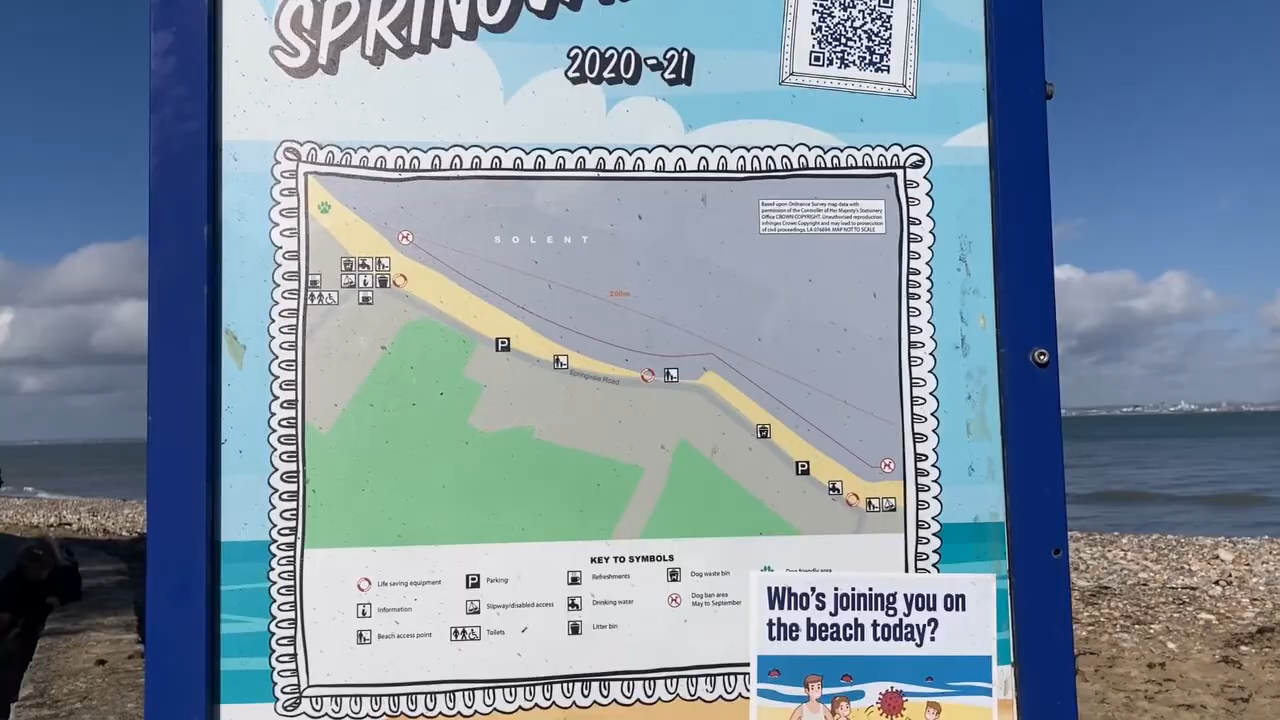 2020-21
Based upon Ordnance Survey map data with
permission of the Controller of Her Majesty's Stationery
Office CROWN COPYRIGHT. Unauthorised reproduction
infringes Crown Copyright and may lead to prosecution
of civil proceedings. LA 076694. MAP NOT TO SCALE
SOLENT
200m
P
Springvale Road
P
KEY TO SYMBOLS
Life saving equipment
P Parking
Refreshments
Dog waste bin
Information
Slipway/disabled access
Drinking water
Dog ban area
May to September
Beach access point
Toilets
Litter bin
Who's joining you on
the beach today?